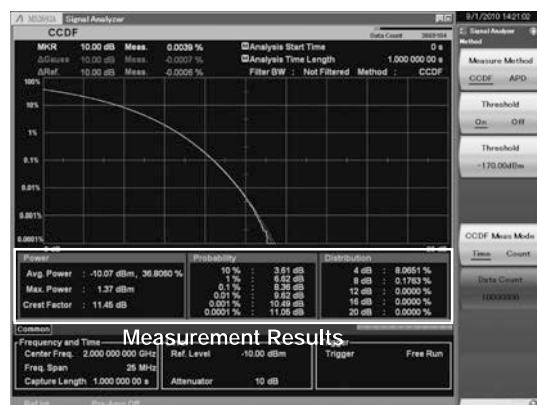 MS2692A Signal Analyzer
9/1/2010 14:21:02
CCDF
Data Count 3669104
MKR 10.00 dB Meas. 0.0039 %
ΔGauss 10.00 dB Meas. -0.0007 %
ΔRef. 10.00 dB Meas. -0.0006 %
Analysis Start Time 0 s
Analysis Time Length 1.000 000 00 s
Filter BW : Not Filtered Method : CCDF
100%
10%
1%
0.1%
0.01%
0.001%
0.0001%
Power
Avg. Power : -10.07 dBm, 36.8060 %
Max. Power : 1.37 dBm
Crest Factor : 11.45 dB
Probability
10 % : 3.61 dB
1 % : 6.62 dB
0.1 % : 8.36 dB
0.01 % : 9.62 dB
0.001 % : 10.49 dB
0.0001 % : 11.05 dB
Distribution
4 dB : 8.0651 %
8 dB : 0.1763 %
12 dB : 0.0000 %
16 dB : 0.0000 %
20 dB : 0.0000 %
Measurement Results
Common
Frequency and Time
Center Freq. 2.000 000 000 GHz
Freq. Span 25 MHz
Capture Length 1.000 000 00 s
Ref. Level -10.00 dBm
Attenuator 10 dB
Trigger Free Run
Ref.Int Pre-Amp Off
Signal Analyzer
Method
Measure Method
CCDF APD
Threshold
On Off
Threshold
-170.00dBm
CCDF Meas Mode
Time Count
Data Count
10000000